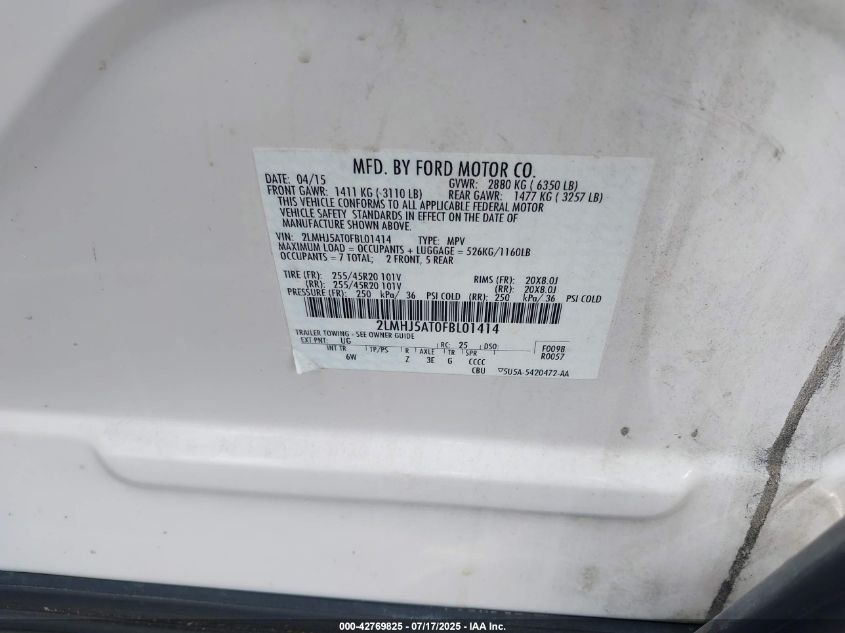 MFD. BY FORD MOTOR CO.
DATE: 04/15 GVWR: 2880 KG ( 6350 LB)
FRONT GAWR: 1411 KG ( 3110 LB) REAR GAWR: 1477 KG ( 3257 LB)
THIS VEHICLE CONFORMS TO ALL APPLICABLE FEDERAL MOTOR
VEHICLE SAFETY STANDARDS IN EFFECT ON THE DATE OF
MANUFACTURE SHOWN ABOVE.
VIN: 2LMHJ5AT0FBL01414 TYPE: MPV
MAXIMUM LOAD = OCCUPANTS + LUGGAGE = 526KG/1160LB
OCCUPANTS = 7 TOTAL; 2 FRONT, 5 REAR
TIRE (FR): 255/45R20 101V RIMS (FR): 20X8.0J
(RR): 255/45R20 101V (RR): 20X8.0J
PRESSURE (FR): 250 kPa/ 36 PSI COLD (RR): 250 kPa/ 36 PSI COLD
2LMHJ5AT0FBL01414
TRAILER TOWING - SEE OWNER GUIDE
EXT PNT: UG RC: 25 DSO: F0098
INT TR TP/PS R AXLE TR SPR R0057
6W Z 3E G CCCC
CBU ▽5U5A-5420472-AA
000-42769825 - 07/17/2025 - IAA Inc.